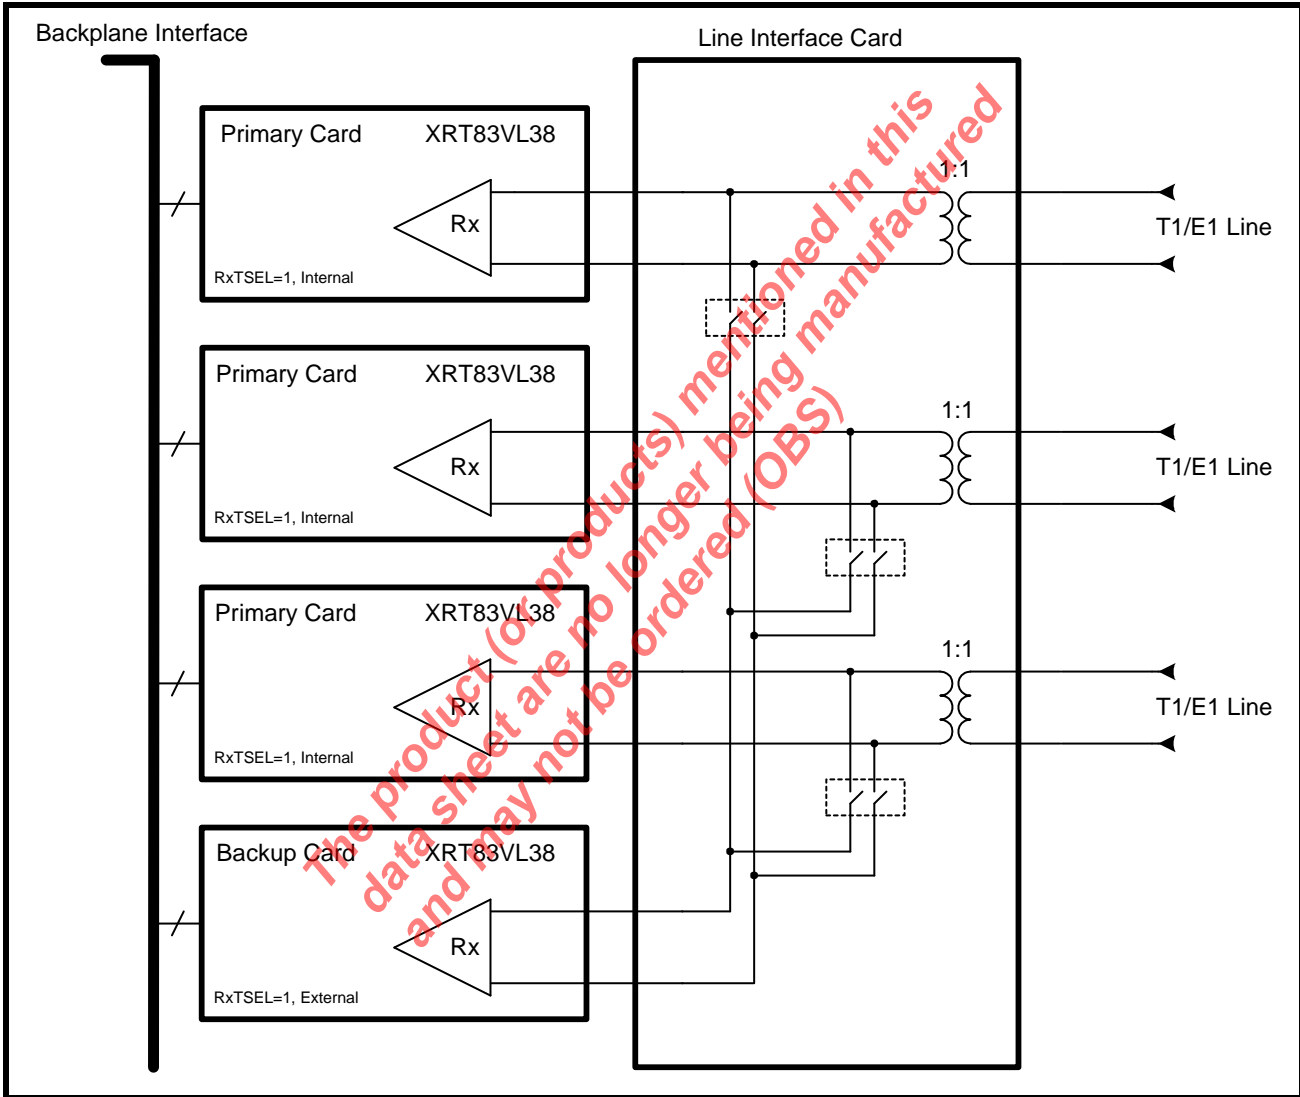 Backplane Interface
Line Interface Card
Primary Card XRT83VL38
Rx
RxTSEL=1, Internal
1:1
T1/E1 Line
Primary Card XRT83VL38
Rx
RxTSEL=1, Internal
1:1
T1/E1 Line
Primary Card XRT83VL38
Rx
RxTSEL=1, Internal
1:1
T1/E1 Line
Backup Card XRT83VL38
Rx
RxTSEL=1, External
The product (or products) mentioned in this
data sheet are no longer being manufactured
and may not be ordered (OBS)